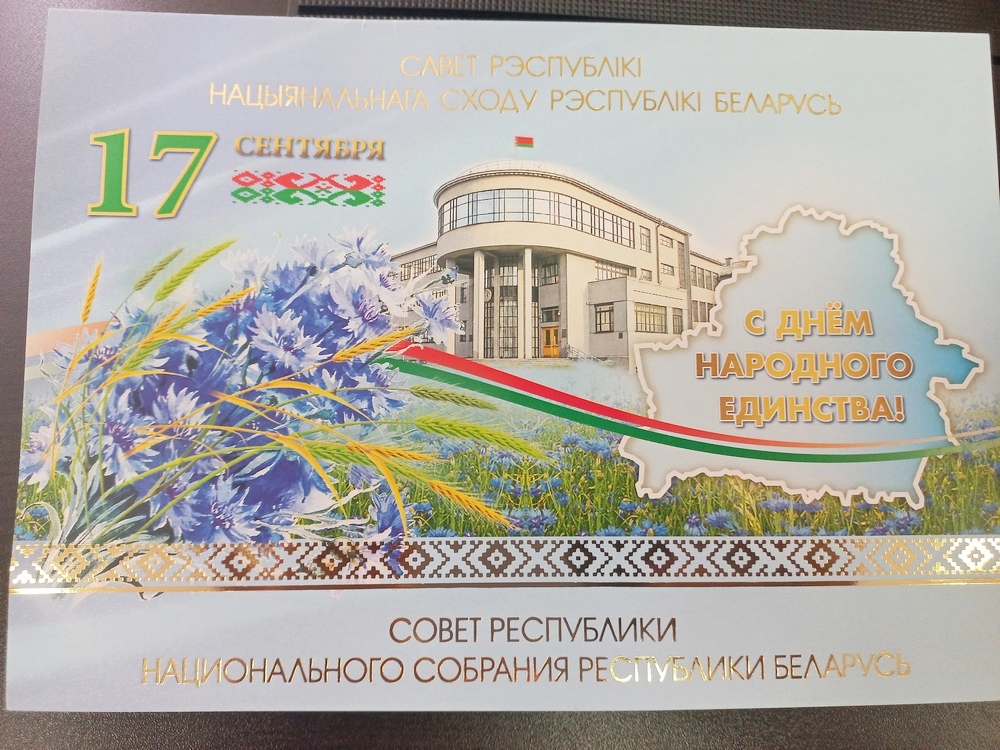 САВЕТ РЭСПУБЛІКІ
НАЦЫЯНАЛЬНАГА СХОДУ РЭСПУБЛІКІ БЕЛАРУСЬ
17 СЕНТЯБРЯ
С ДНЁМ
НАРОДНОГО
ЕДИНСТВА!
СОВЕТ РЕСПУБЛИКИ
НАЦИОНАЛЬНОГО СОБРАНИЯ РЕСПУБЛИКИ БЕЛАРУСЬ